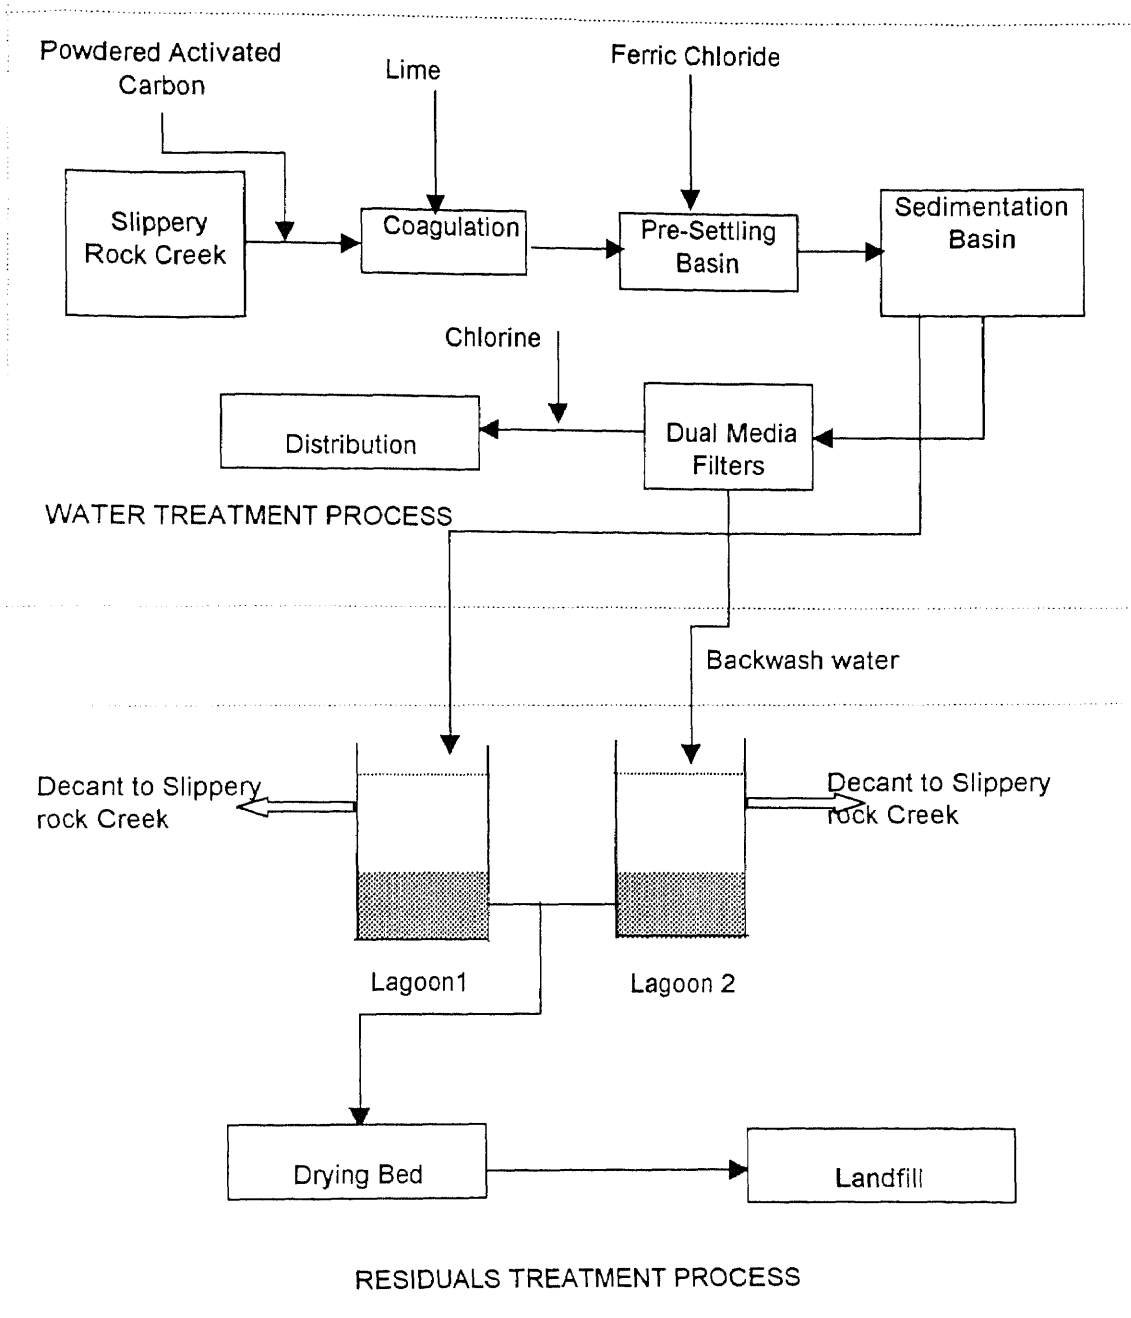 Powdered Activated
Carbon
Lime
Ferric Chloride
Slippery
Rock Creek
Coagulation
Pre-Settling
Basin
Sedimentation
Basin
Chlorine
Distribution
Dual Media
Filters
WATER TREATMENT PROCESS
Backwash water
Decant to Slippery
rock Creek
Decant to Slippery
rock Creek
Lagoon1
Lagoon 2
Drying Bed
Landfill
RESIDUALS TREATMENT PROCESS